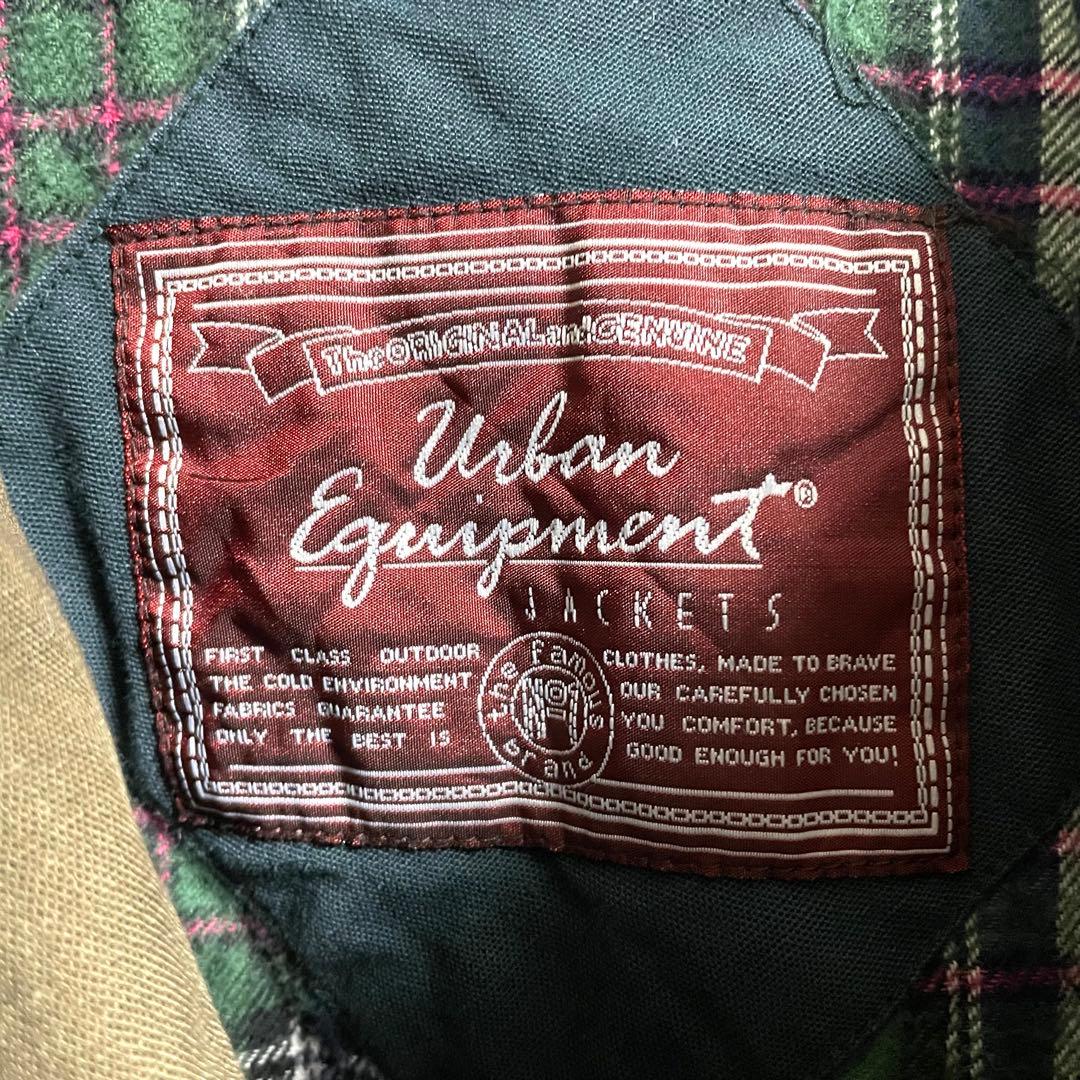 The ORIGINAL and GENUINE
Urban
Equipment®
JACKETS
the famous brand
FIRST CLASS OUTDOOR CLOTHES, MADE TO BRAVE
THE COLD ENVIRONMENT OUR CAREFULLY CHOSEN
FABRICS GUARANTEE YOU COMFORT, BECAUSE
ONLY THE BEST IS GOOD ENOUGH FOR YOU!